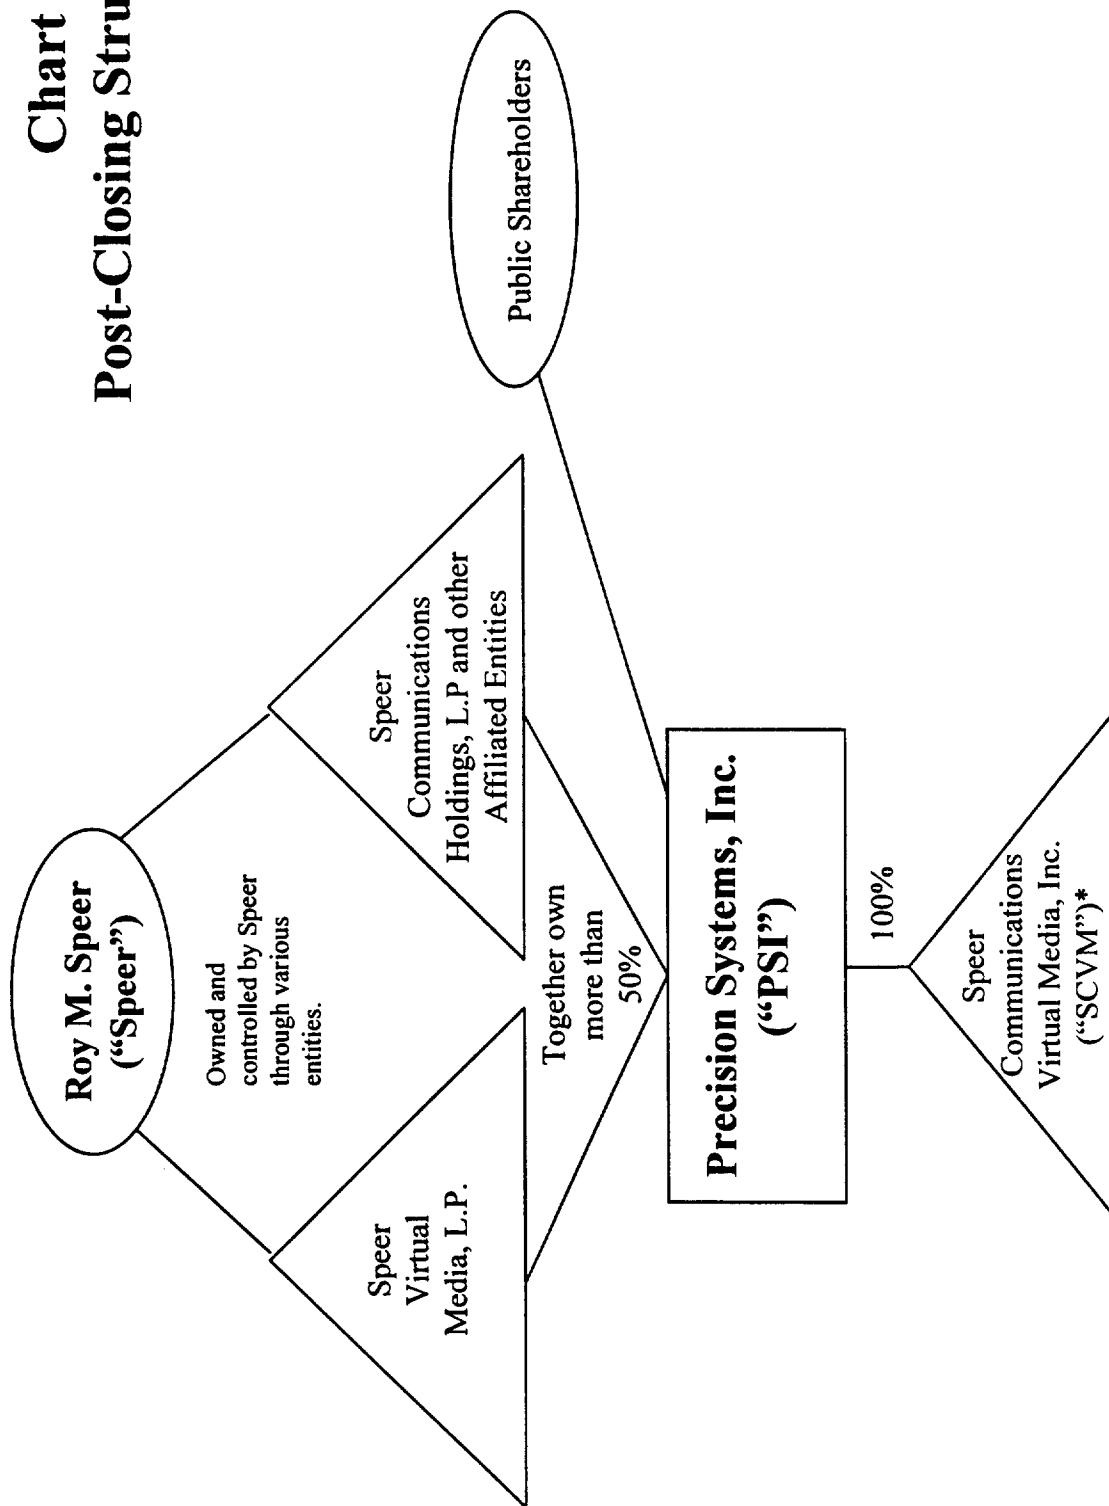 Chart
Post-Closing Stru
Roy M. Speer
(“Speer”)
Owned and
controlled by Speer
through various
entities.
Speer
Virtual
Media, L.P.
Speer
Communications
Holdings, L.P and other
Affiliated Entities
Public Shareholders
Together own
more than
50%
Precision Systems, Inc.
(“PSI”)
100%
Speer
Communications
Virtual Media, Inc.
(“SCVM”)*